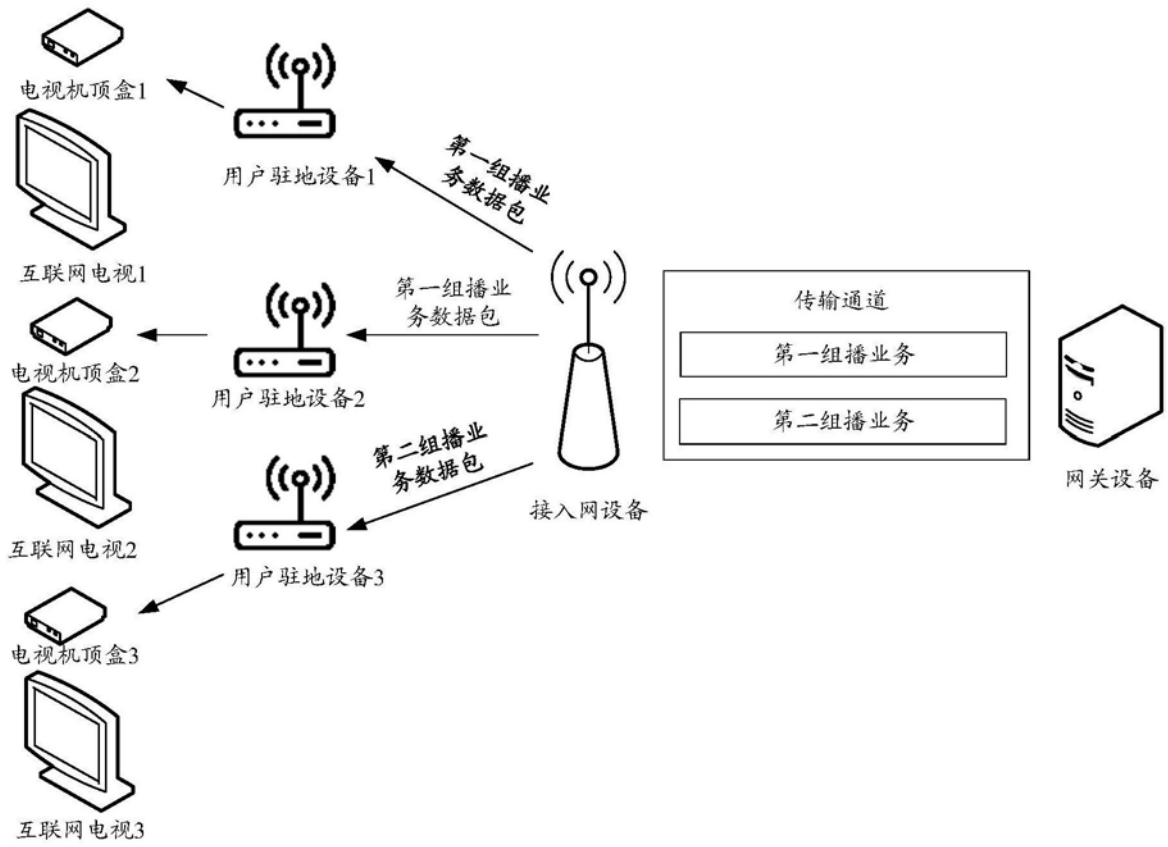 电视机顶盒1
用户驻地设备1
第一组播业
务数据包
互联网电视1
第一组播业
务数据包
电视机顶盒2
用户驻地设备2
传输通道
第一组播业务
第二组播业务
网关设备
第二组播业
务数据包
接入网设备
互联网电视2
用户驻地设备3
电视机顶盒3
互联网电视3